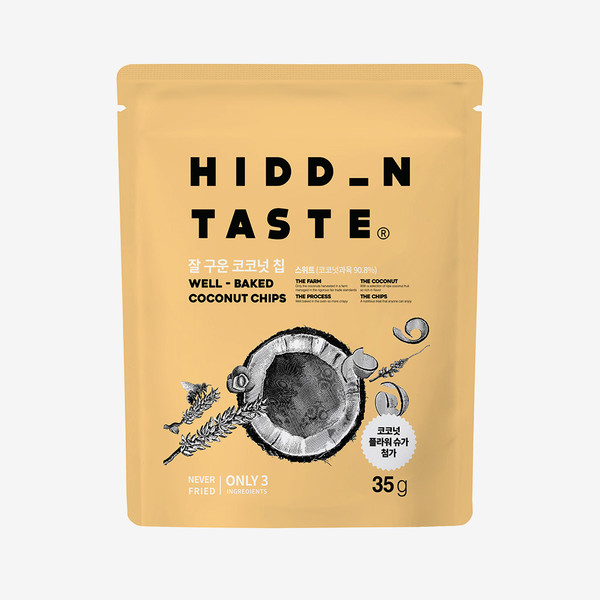 HIDD_N
TASTE®
잘 구운 코코넛 칩
스위트 (코코넛과육 90.8%)
WELL - BAKED
COCONUT CHIPS
THE FARM
THE COCONUT
THE PROCESS
THE CHIPS
코코넛
플라워 슈가
첨가
NEVER
FRIED
ONLY 3
INGREDIENTS
35g